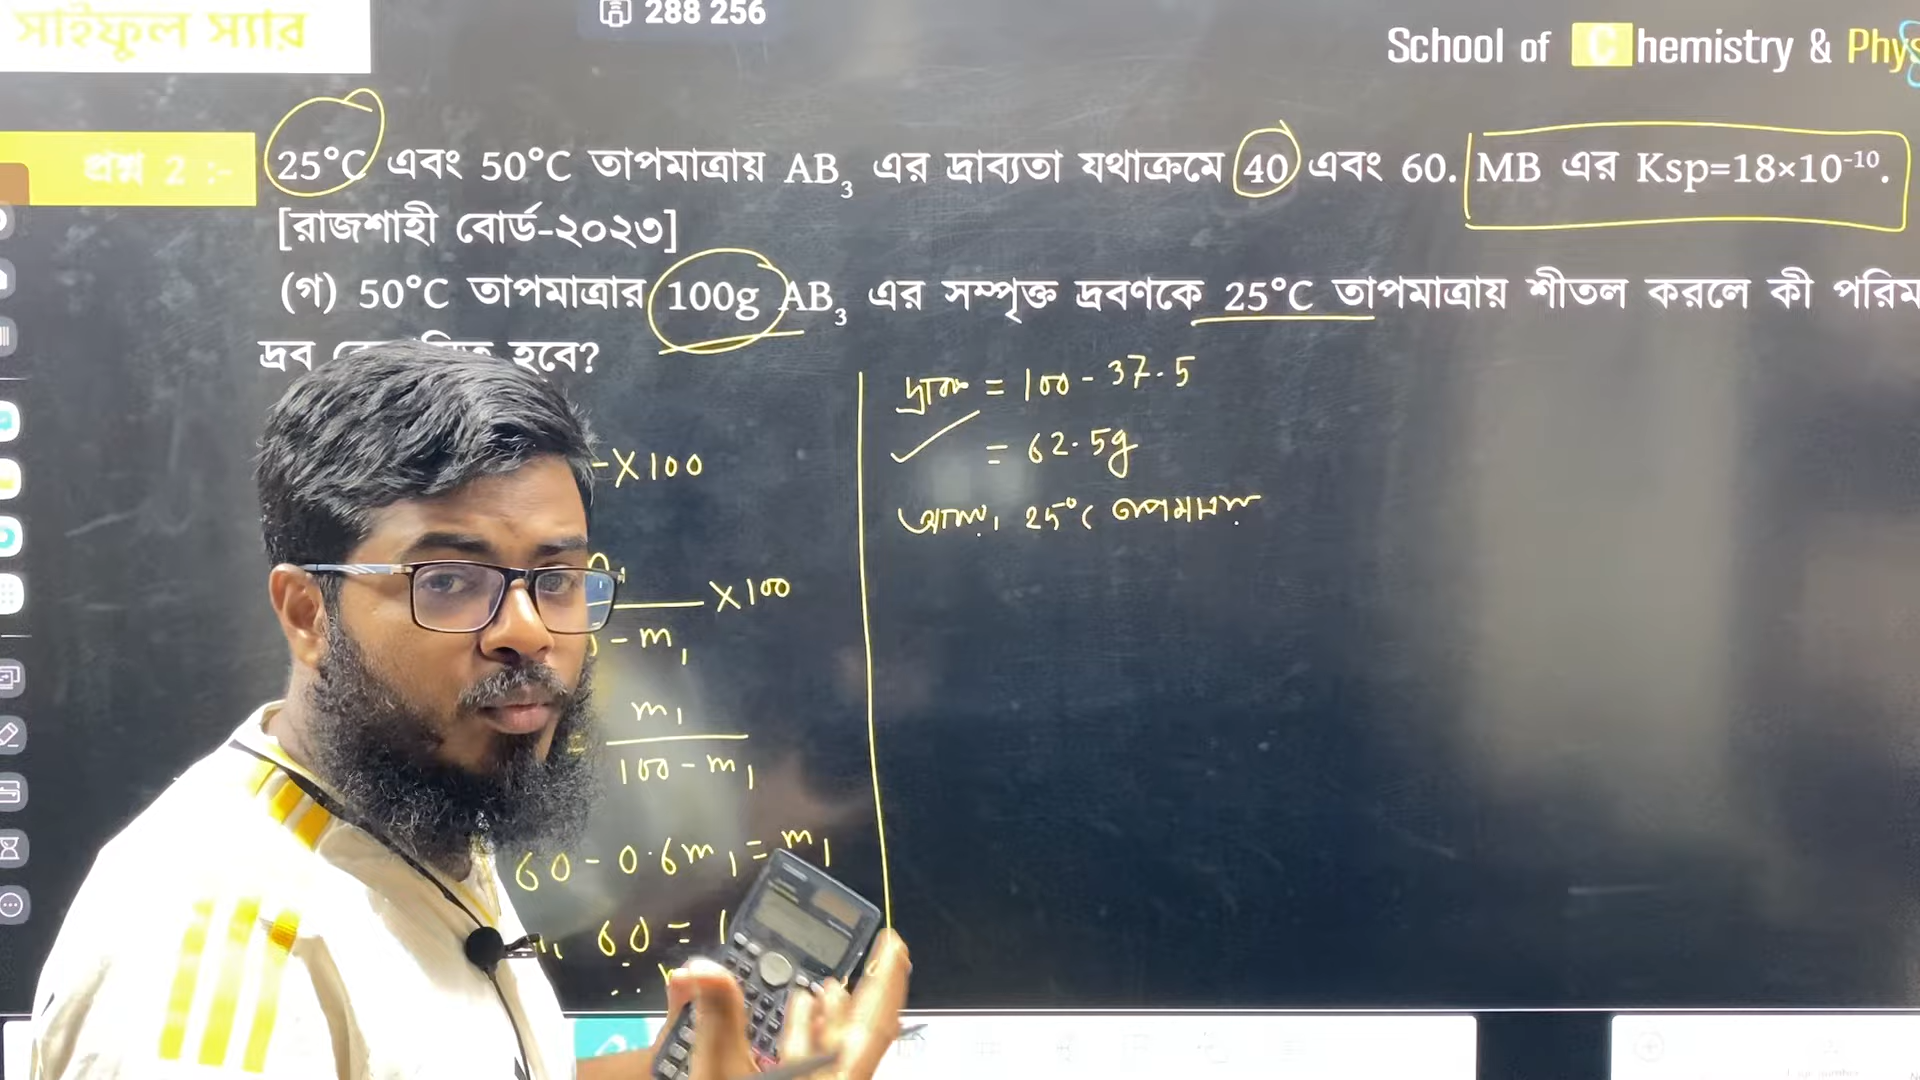 সাইফুল স্যার
288 256
School of Chemistry & Phys
প্রশ্ন 2 :-
25°C এবং 50°C তাপমাত্রায় AB₃ এর দ্রাব্যতা যথাক্রমে 40 এবং 60. MB এর Ksp=18×10⁻¹⁰.
[রাজশাহী বোর্ড-২০২৩]
(গ) 50°C তাপমাত্রার 100g AB₃ এর সম্পৃক্ত দ্রবণকে 25°C তাপমাত্রায় শীতল করলে কী পরিম
দ্রব হবে?
×100
×100
- m₁
m₁
100 - m₁
60 - 0.6m₁ = m₁
60 = 1
দ্রাবক = 100 - 37.5
= 62.5g
আবার, 25°C তাপমাত্রায়